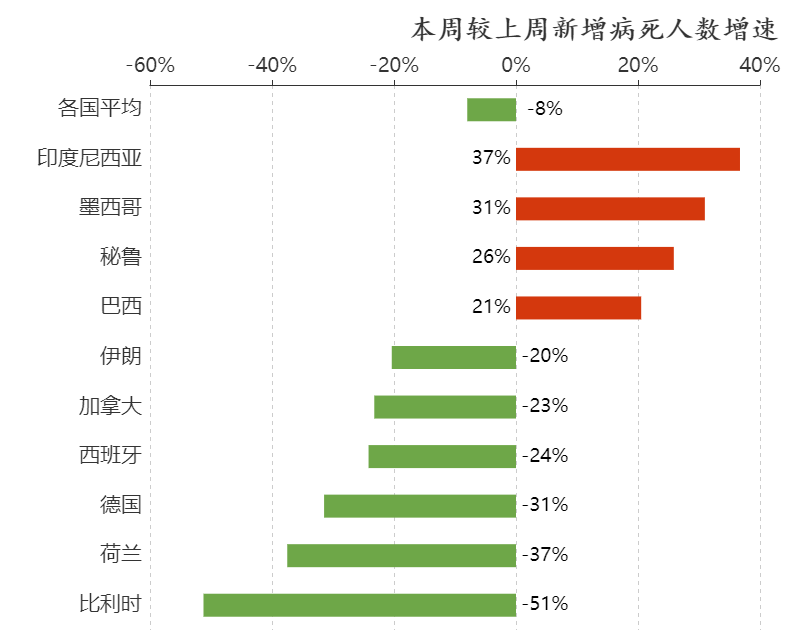 本周较上周新增病死人数增速
-60% -40% -20% 0% 20% 40%
各国平均 -8%
印度尼西亚 37%
墨西哥 31%
秘鲁 26%
巴西 21%
伊朗 -20%
加拿大 -23%
西班牙 -24%
德国 -31%
荷兰 -37%
比利时 -51%